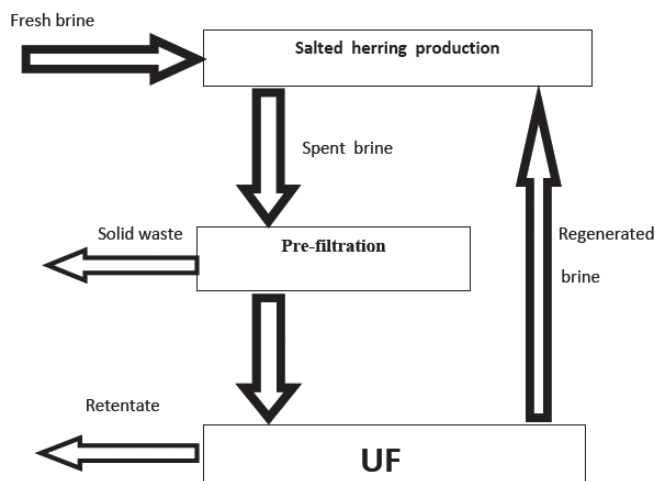 Fresh brine
Salted herring production
Spent brine
Solid waste
Pre-filtration
Regenerated
brine
Retentate
UF